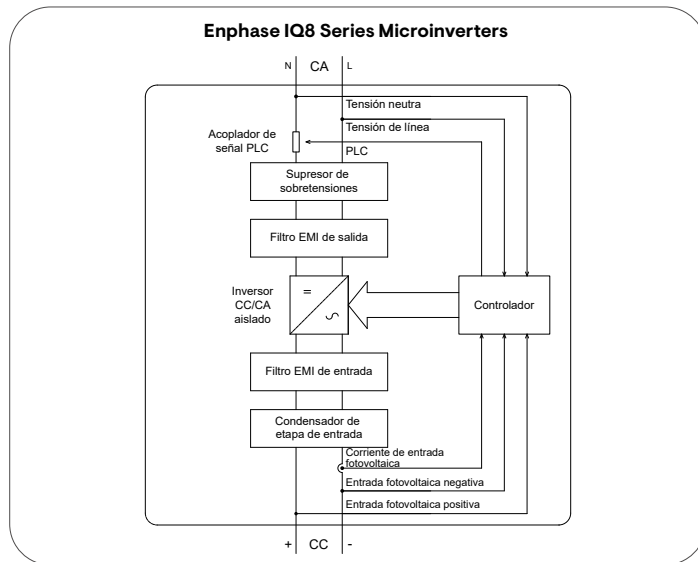 Enphase IQ8 Series Microinverters
N CA L
Tensión neutra
Tensión de línea
Acoplador de
señal PLC
PLC
Supresor de
sobretensiones
Filtro EMI de salida
Inversor
CC/CA
aislado
=
Controlador
Filtro EMI de entrada
Condensador de
etapa de entrada
Corriente de entrada
fotovoltaica
Entrada fotovoltaica negativa
Entrada fotovoltaica positiva
+ CC -